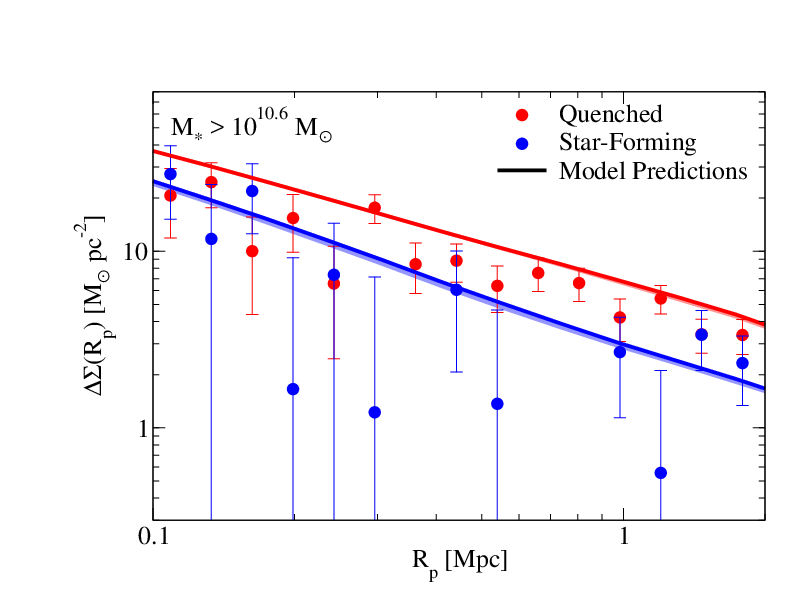 M* > 10^10.6 M⊙
Quenched
Star-Forming
Model Predictions
ΔΣ(Rp) [M⊙ pc^-2]
10
1
0.1
1
Rp [Mpc]